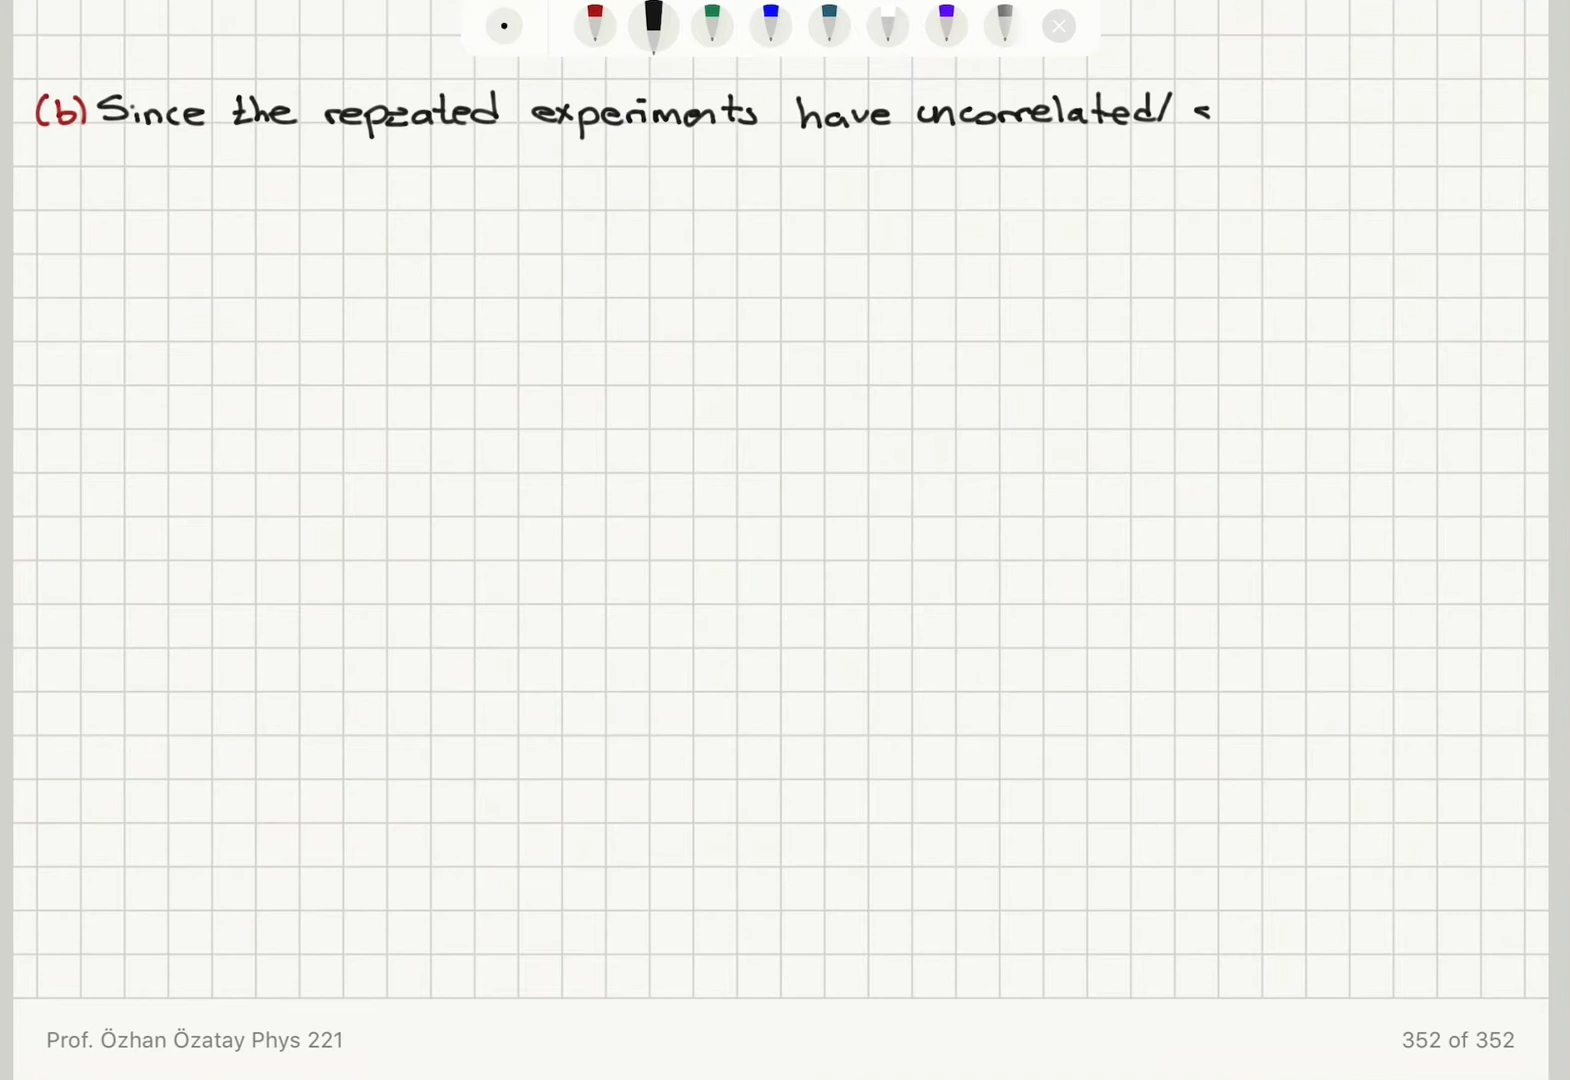 (b) Since the repeated experiments have uncorrelated/ s
Prof. Özhan Özatay Phys 221
352 of 352